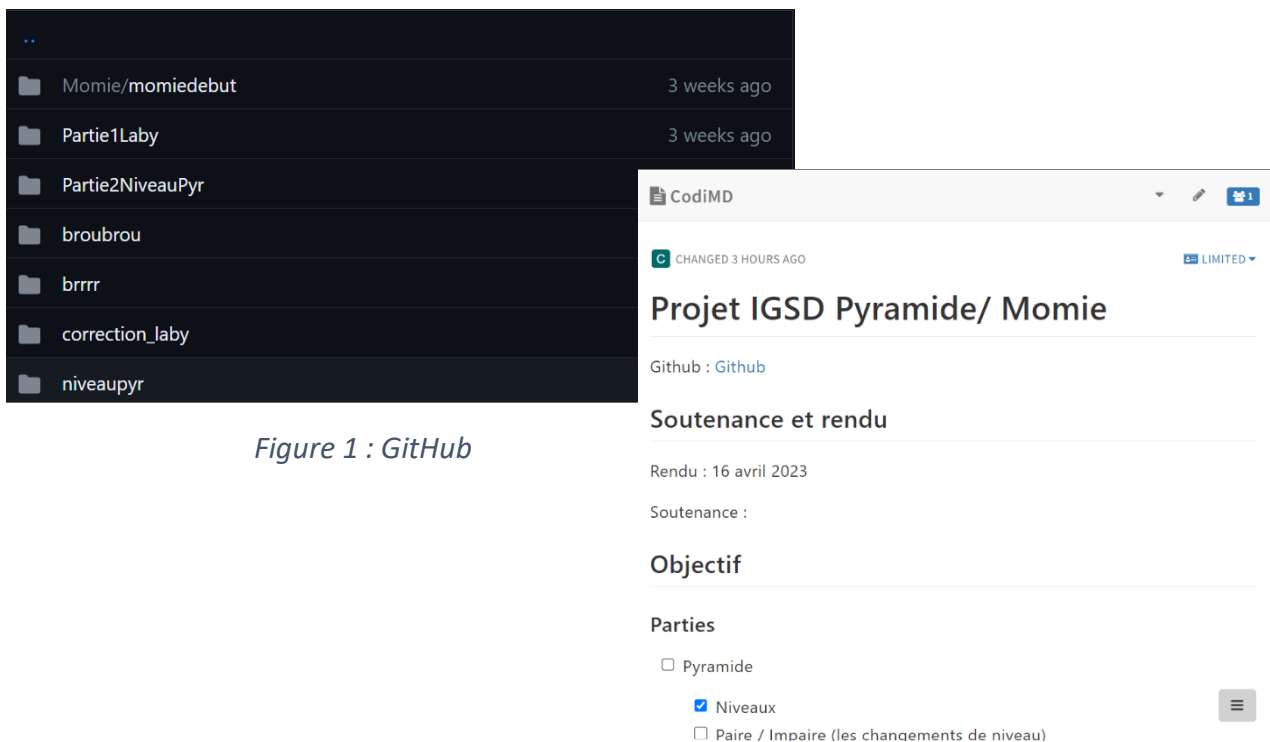 ..
Momie/momiedebut 3 weeks ago
Partie1Laby 3 weeks ago
Partie2NiveauPyr
broubrou
brrrr
correction_laby
niveaupyr
Figure 1 : GitHub
CodiMD 1
C CHANGED 3 HOURS AGO LIMITED
Projet IGSD Pyramide/ Momie
Github : Github
Soutenance et rendu
Rendu : 16 avril 2023
Soutenance :
Objectif
Parties
Pyramide
Niveaux
Paire / Impaire (les changements de niveau)